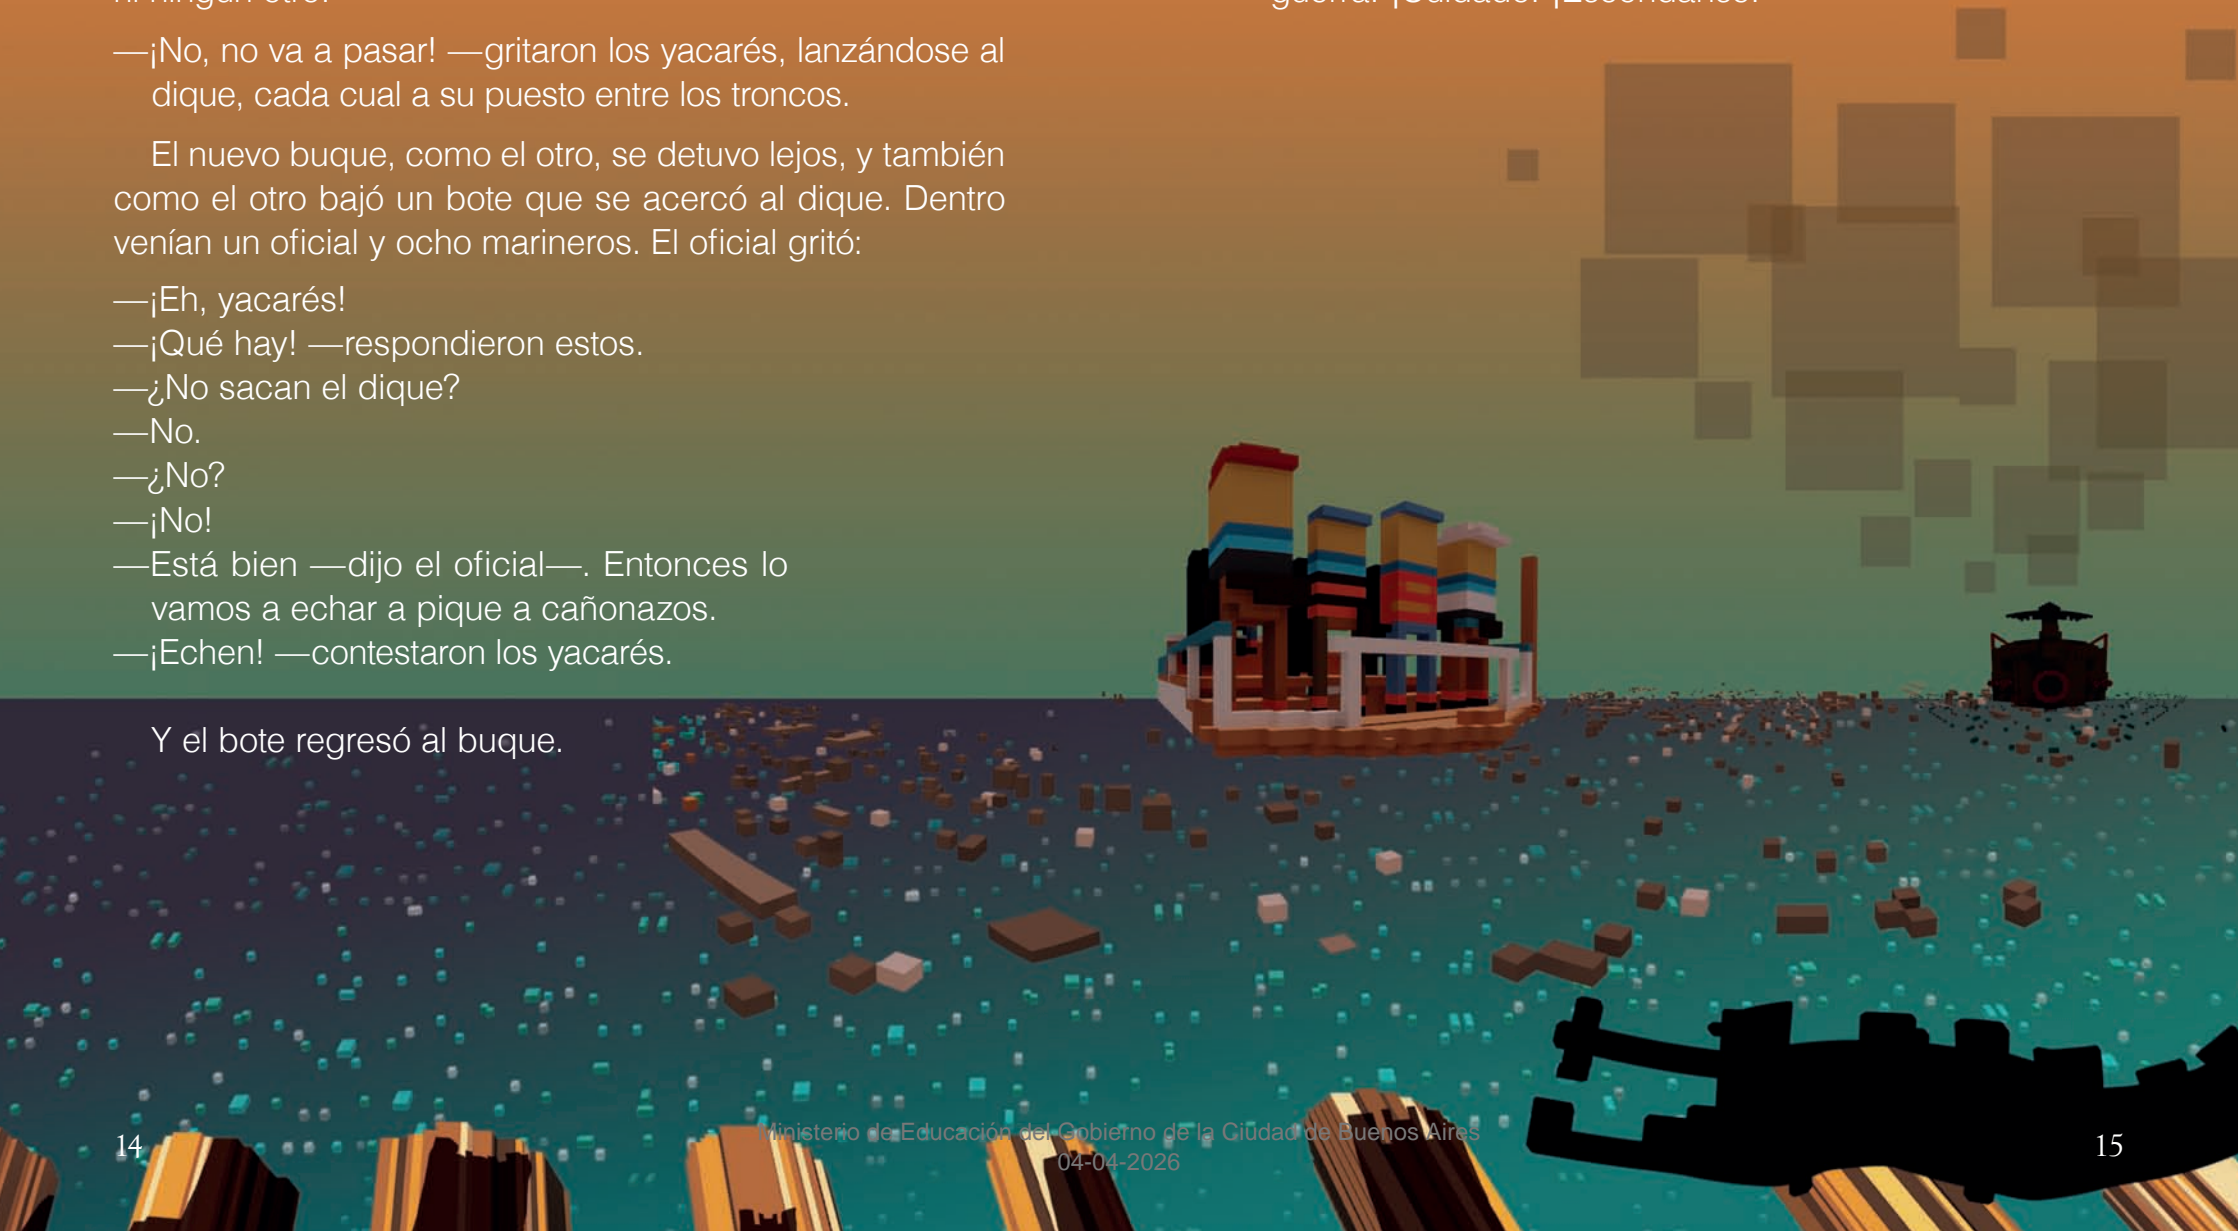 —¡No, no va a pasar! —gritaron los yacarés, lanzándose al
dique, cada cual a su puesto entre los troncos.
El nuevo buque, como el otro, se detuvo lejos, y también
como el otro bajó un bote que se acercó al dique. Dentro
venían un oficial y ocho marineros. El oficial gritó:
—¡Eh, yacarés!
—¡Qué hay! —respondieron estos.
—¿No sacan el dique?
—No.
—¿No?
—¡No!
—Está bien —dijo el oficial—. Entonces lo
vamos a echar a pique a cañonazos.
—¡Echen! —contestaron los yacarés.
Y el bote regresó al buque.
14
Ministerio de Educación del Gobierno de la Ciudad de Buenos Aires
04-04-2026
15